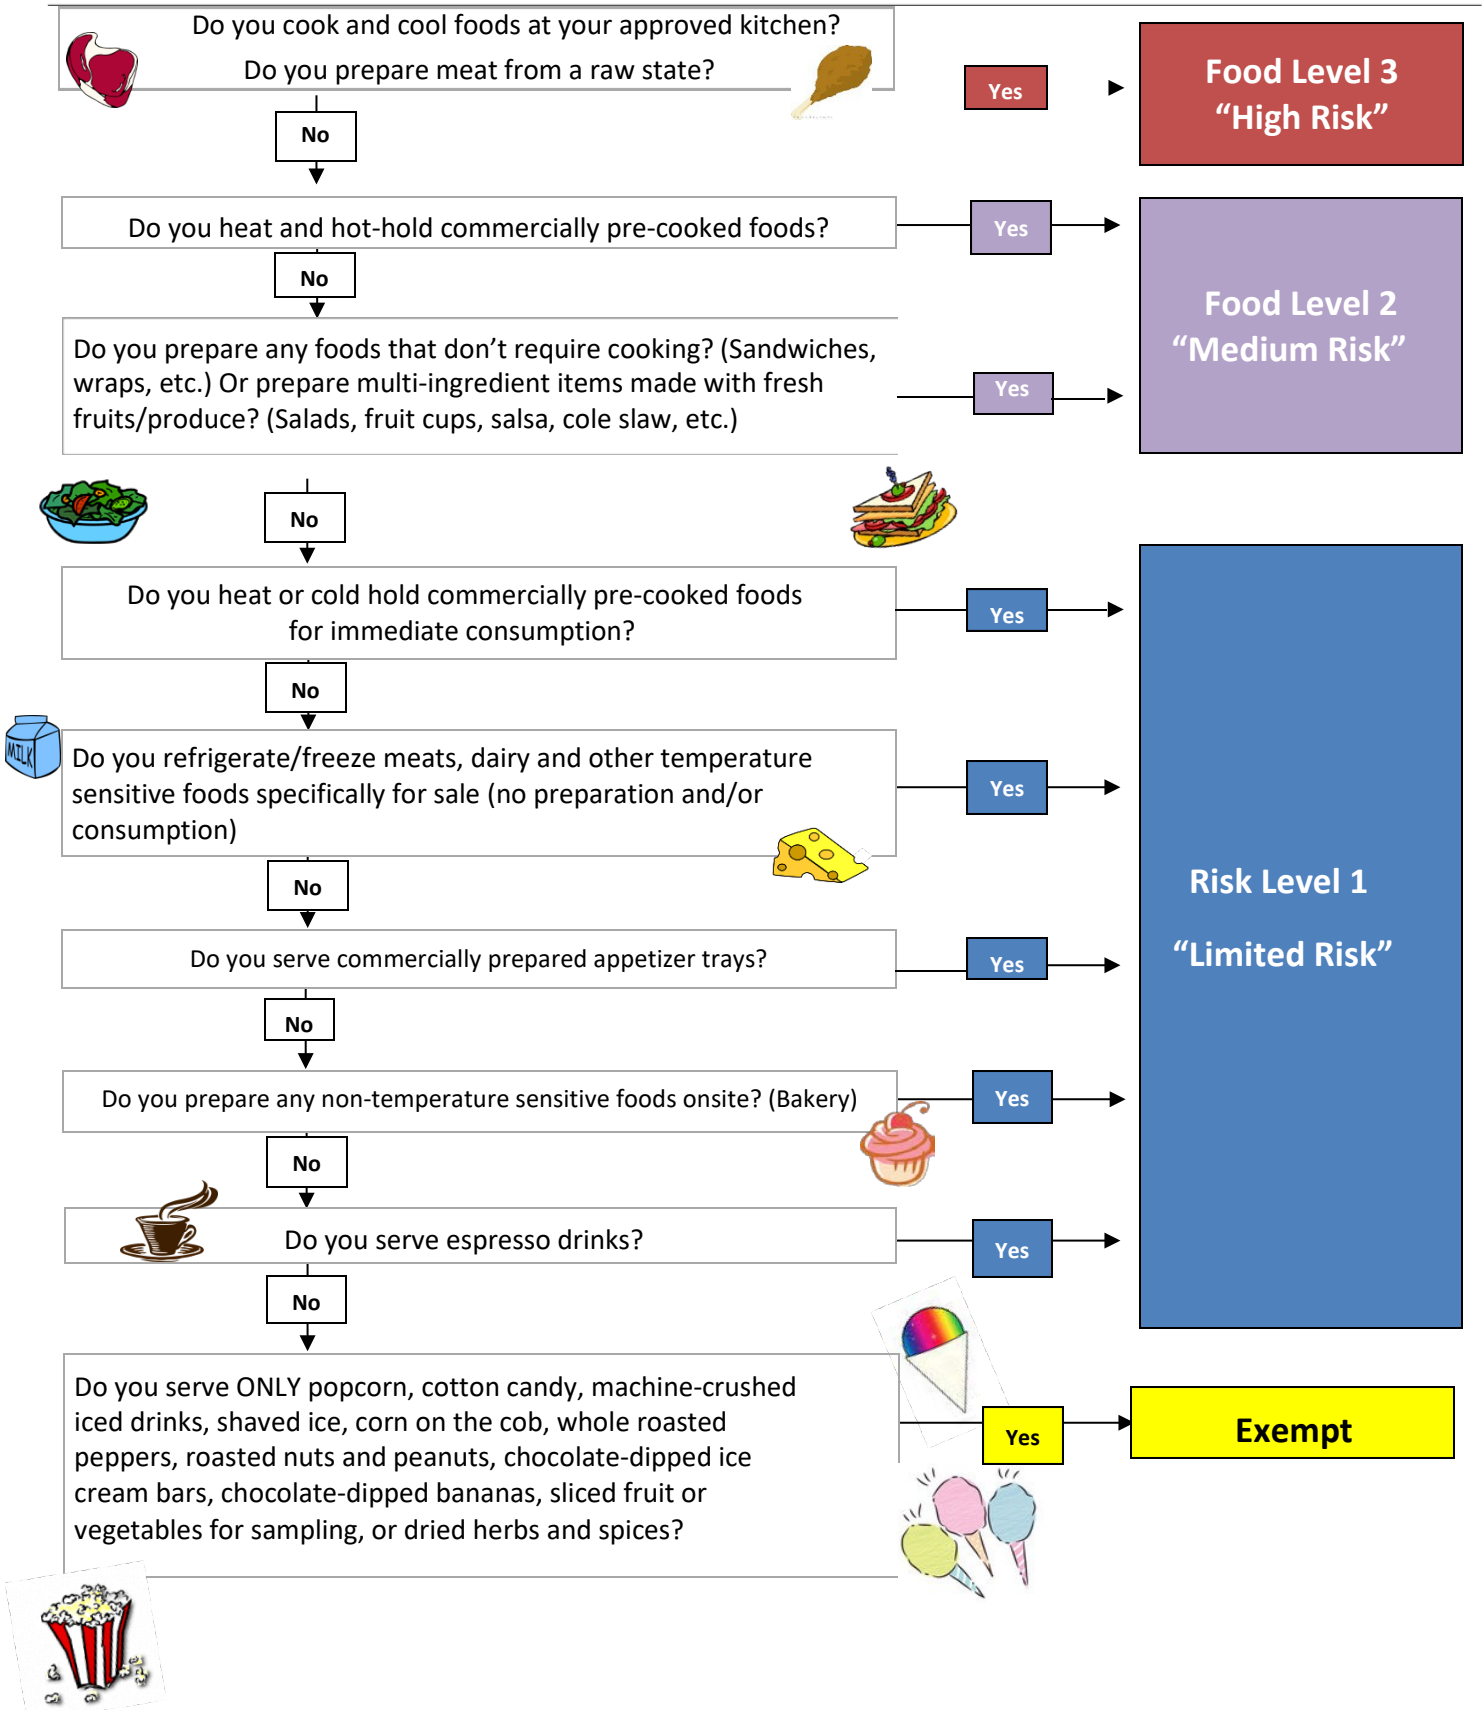 Do you cook and cool foods at your approved kitchen?
Do you prepare meat from a raw state?
Yes
Food Level 3
“High Risk”
No
Do you heat and hot-hold commercially pre-cooked foods?
Yes
No
Food Level 2
“Medium Risk”
Do you prepare any foods that don’t require cooking? (Sandwiches,
wraps, etc.) Or prepare multi-ingredient items made with fresh
fruits/produce? (Salads, fruit cups, salsa, cole slaw, etc.)
Yes
No
Do you heat or cold hold commercially pre-cooked foods
for immediate consumption?
Yes
No
MILK
Do you refrigerate/freeze meats, dairy and other temperature
sensitive foods specifically for sale (no preparation and/or
consumption)
Yes
No
Risk Level 1
“Limited Risk”
Do you serve commercially prepared appetizer trays?
Yes
No
Do you prepare any non-temperature sensitive foods onsite? (Bakery)
Yes
No
Do you serve espresso drinks?
Yes
No
Do you serve ONLY popcorn, cotton candy, machine-crushed
iced drinks, shaved ice, corn on the cob, whole roasted
peppers, roasted nuts and peanuts, chocolate-dipped ice
cream bars, chocolate-dipped bananas, sliced fruit or
vegetables for sampling, or dried herbs and spices?
Yes
Exempt